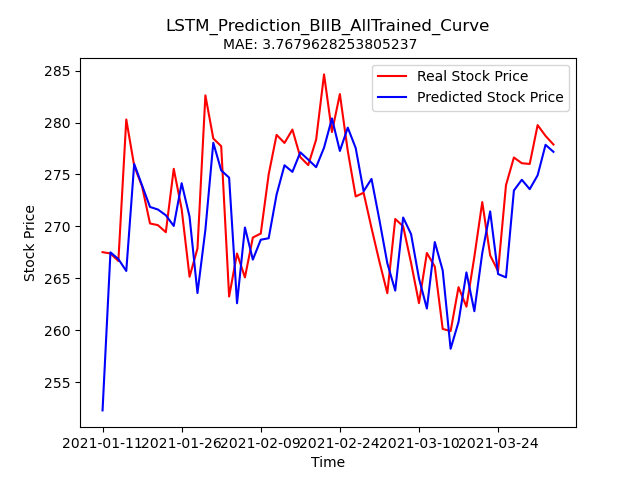 LSTM_Prediction_BIIB_AllTrained_Curve
MAE: 3.7679628253805237
Real Stock Price
Predicted Stock Price
285
280
275
270
265
260
255
Stock Price
2021-01-11 2021-01-26 2021-02-09 2021-02-24 2021-03-10 2021-03-24
Time